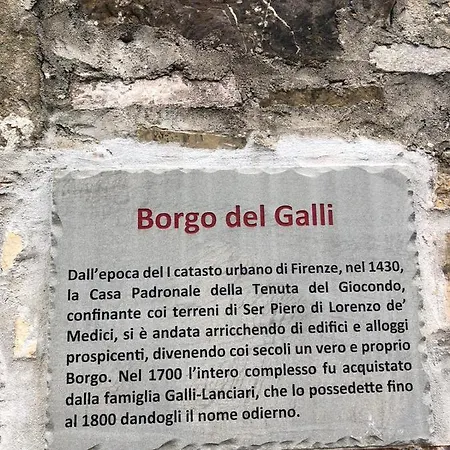 Borgo del Galli
Dall'epoca del I catasto urbano di Firenze, nel 1430,
la Casa Padronale della Tenuta del Giocondo,
confinante coi terreni di Ser Piero di Lorenzo de'
Medici, si è andata arricchendo di edifici e alloggi
prospicenti, divenendo coi secoli un vero e proprio
Borgo. Nel 1700 l'intero complesso fu acquistato
dalla famiglia Galli-Lanciari, che lo possedette fino
al 1800 dandogli il nome odierno.